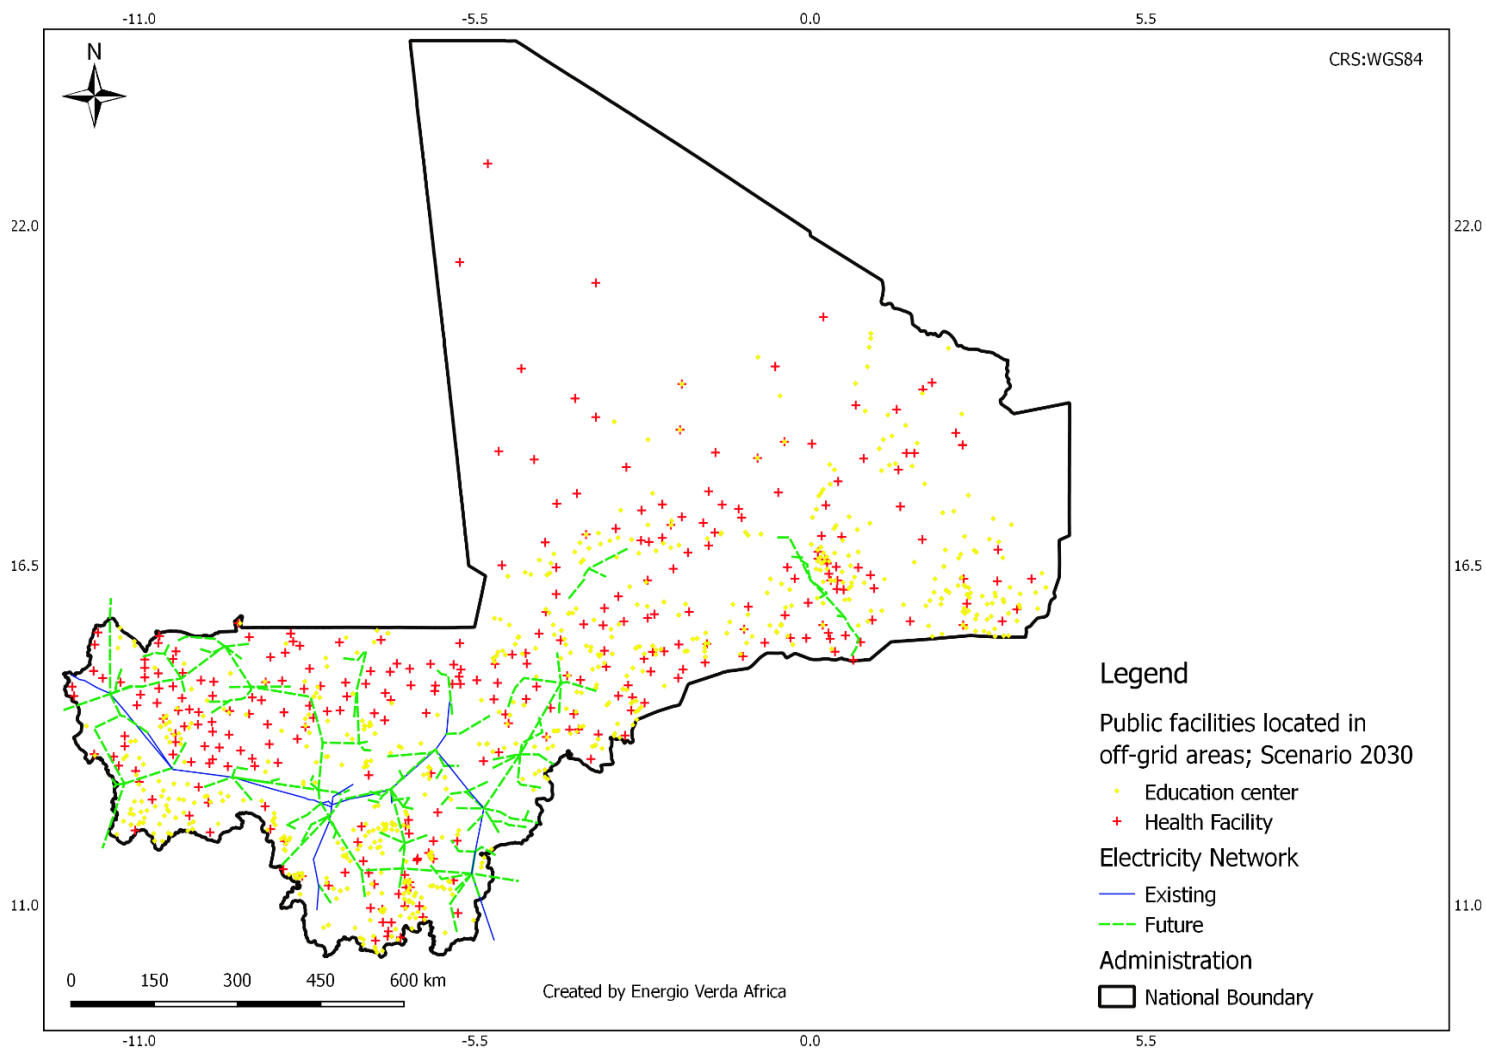 -11.0 -5.5 0.0 5.5
N
CRS:WGS84
22.0 22.0
16.5 16.5
Legend
Public facilities located in
off-grid areas; Scenario 2030
Education center
Health Facility
Electricity Network
Existing
11.0 11.0
Future
Administration
0 150 300 450 600 km
Created by Energio Verda Africa
National Boundary
-11.0 -5.5 0.0 5.5